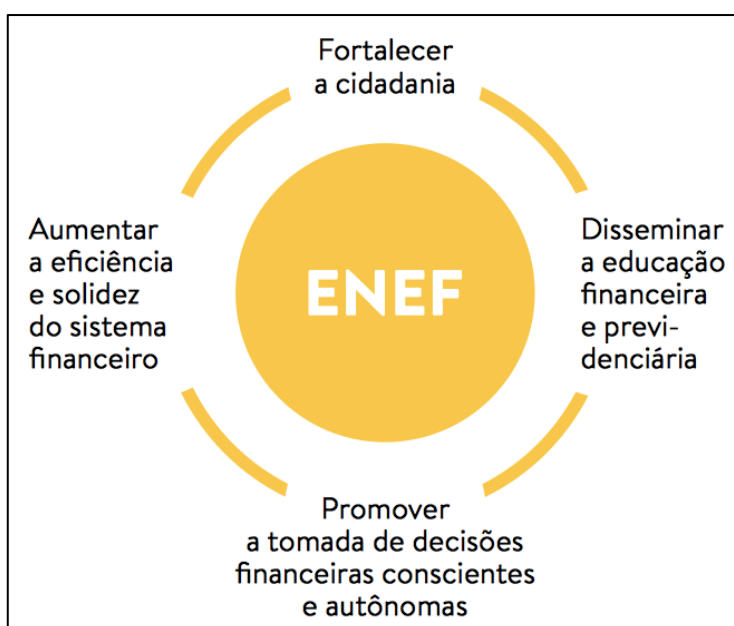 Fortalecer
a cidadania
Aumentar
a eficiência
e solidez
do sistema
financeiro
ENEF
Disseminar
a educação
financeira
e previ-
denciária
Promover
a tomada de decisões
financeiras conscientes
e autônomas